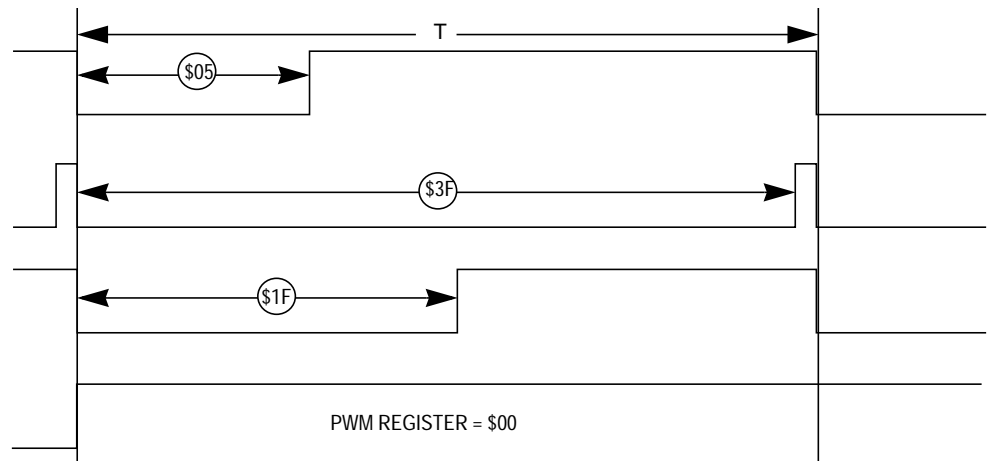 T
$05
$3F
$1F
PWM REGISTER = $00